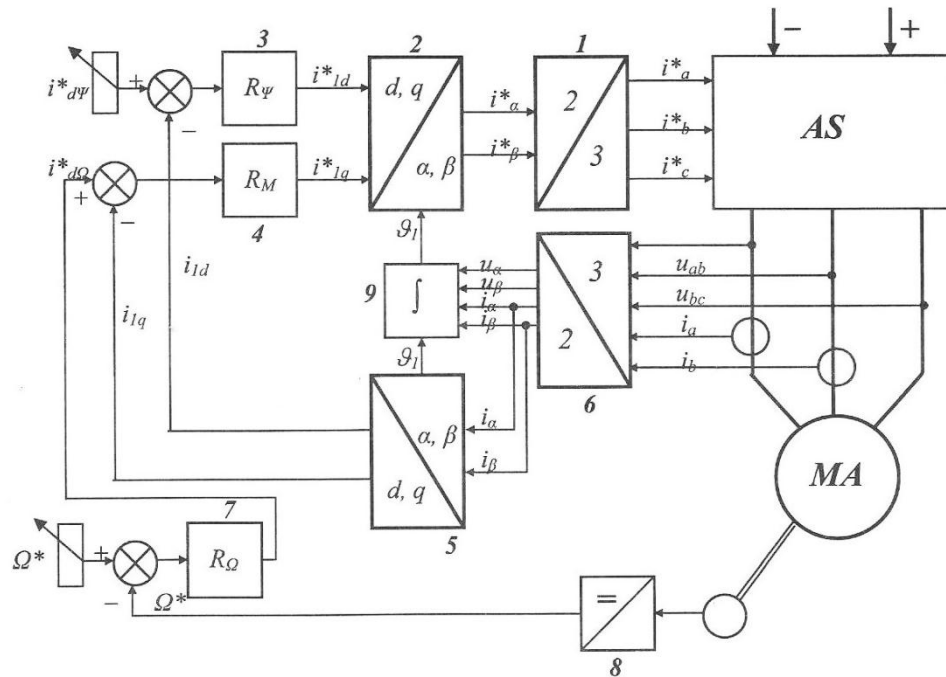 3 2 1 − +
i*dΨ + − RΨ i*1d d, q i*α 2 i*a AS
i*dΩ + − RM i*1q α, β i*β 3 i*b
4 i*c
ϑ1
i1d 9 ∫ uα 3
i1q uβ uab
iα ubc
iβ 2 ia
ϑ1 ib
6
α, β iα
iβ MA
d, q
7 5
Ω* + − RΩ
Ω* =
8